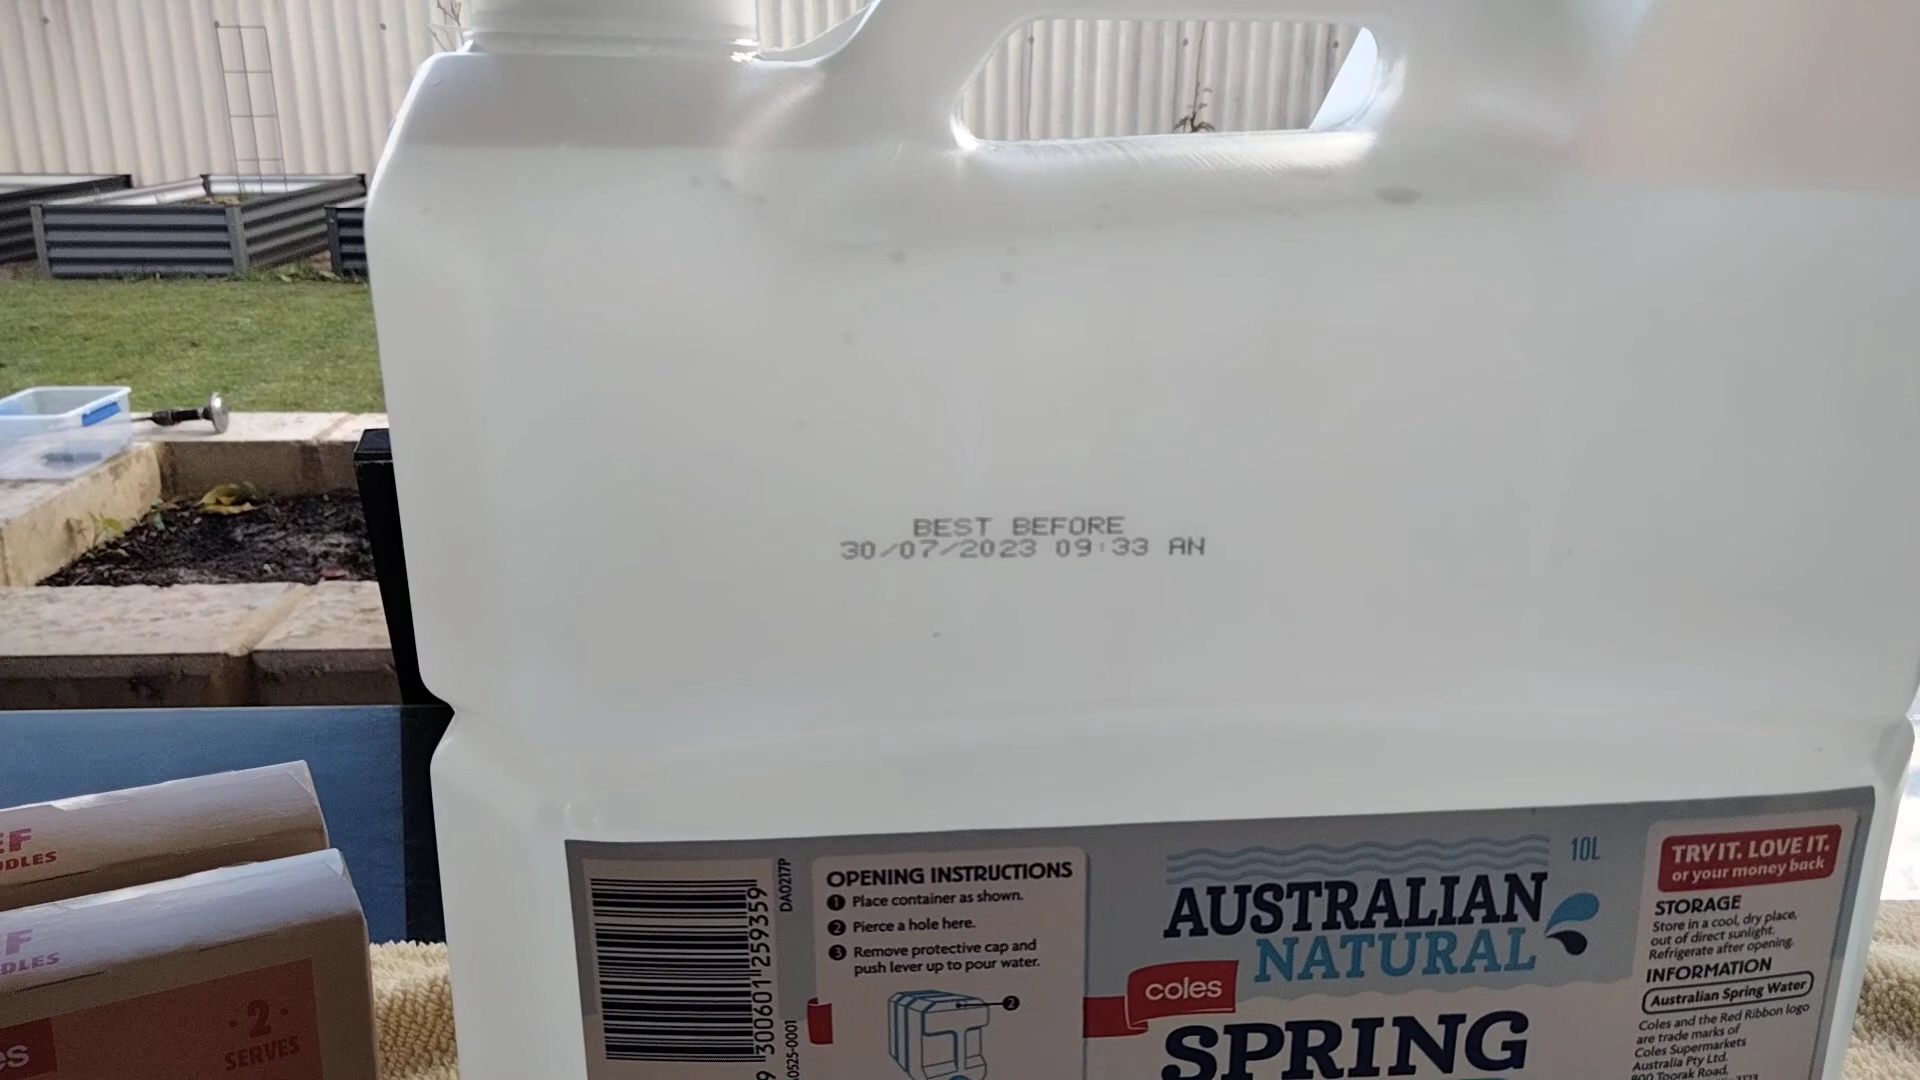 BEST BEFORE
30/07/2023 09:33 AN
9 300601 259359
DA0217P
OPENING INSTRUCTIONS
1 Place container as shown.
2 Pierce a hole here.
3 Remove protective cap and
push lever up to pour water.
2
10L
AUSTRALIAN
NATURAL
coles
SPRING
TRY IT. LOVE IT.
or your money back
STORAGE
Store in a cool, dry place,
out of direct sunlight.
Refrigerate after opening.
INFORMATION
Australian Spring Water
Coles and the Red Ribbon logo
are trade marks of
Coles Supermarkets
Australia Pty Ltd.
800 Toorak Road,
2
SERVES